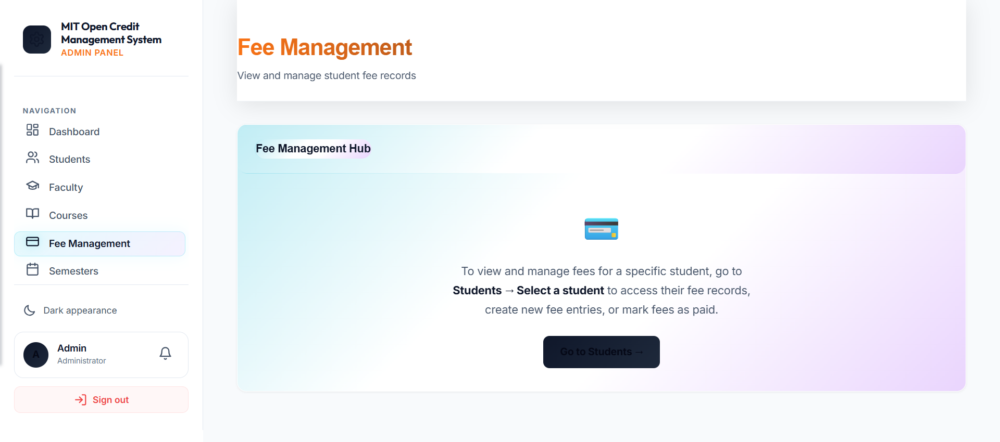 MIT Open Credit
Management System
ADMIN PANEL
NAVIGATION
Dashboard
Students
Faculty
Courses
Fee Management
Semesters
Dark appearance
A
Admin
Administrator
Sign out
Fee Management
View and manage student fee records
Fee Management Hub
To view and manage fees for a specific student, go to
Students → Select a student to access their fee records,
create new fee entries, or mark fees as paid.
Go to Students →